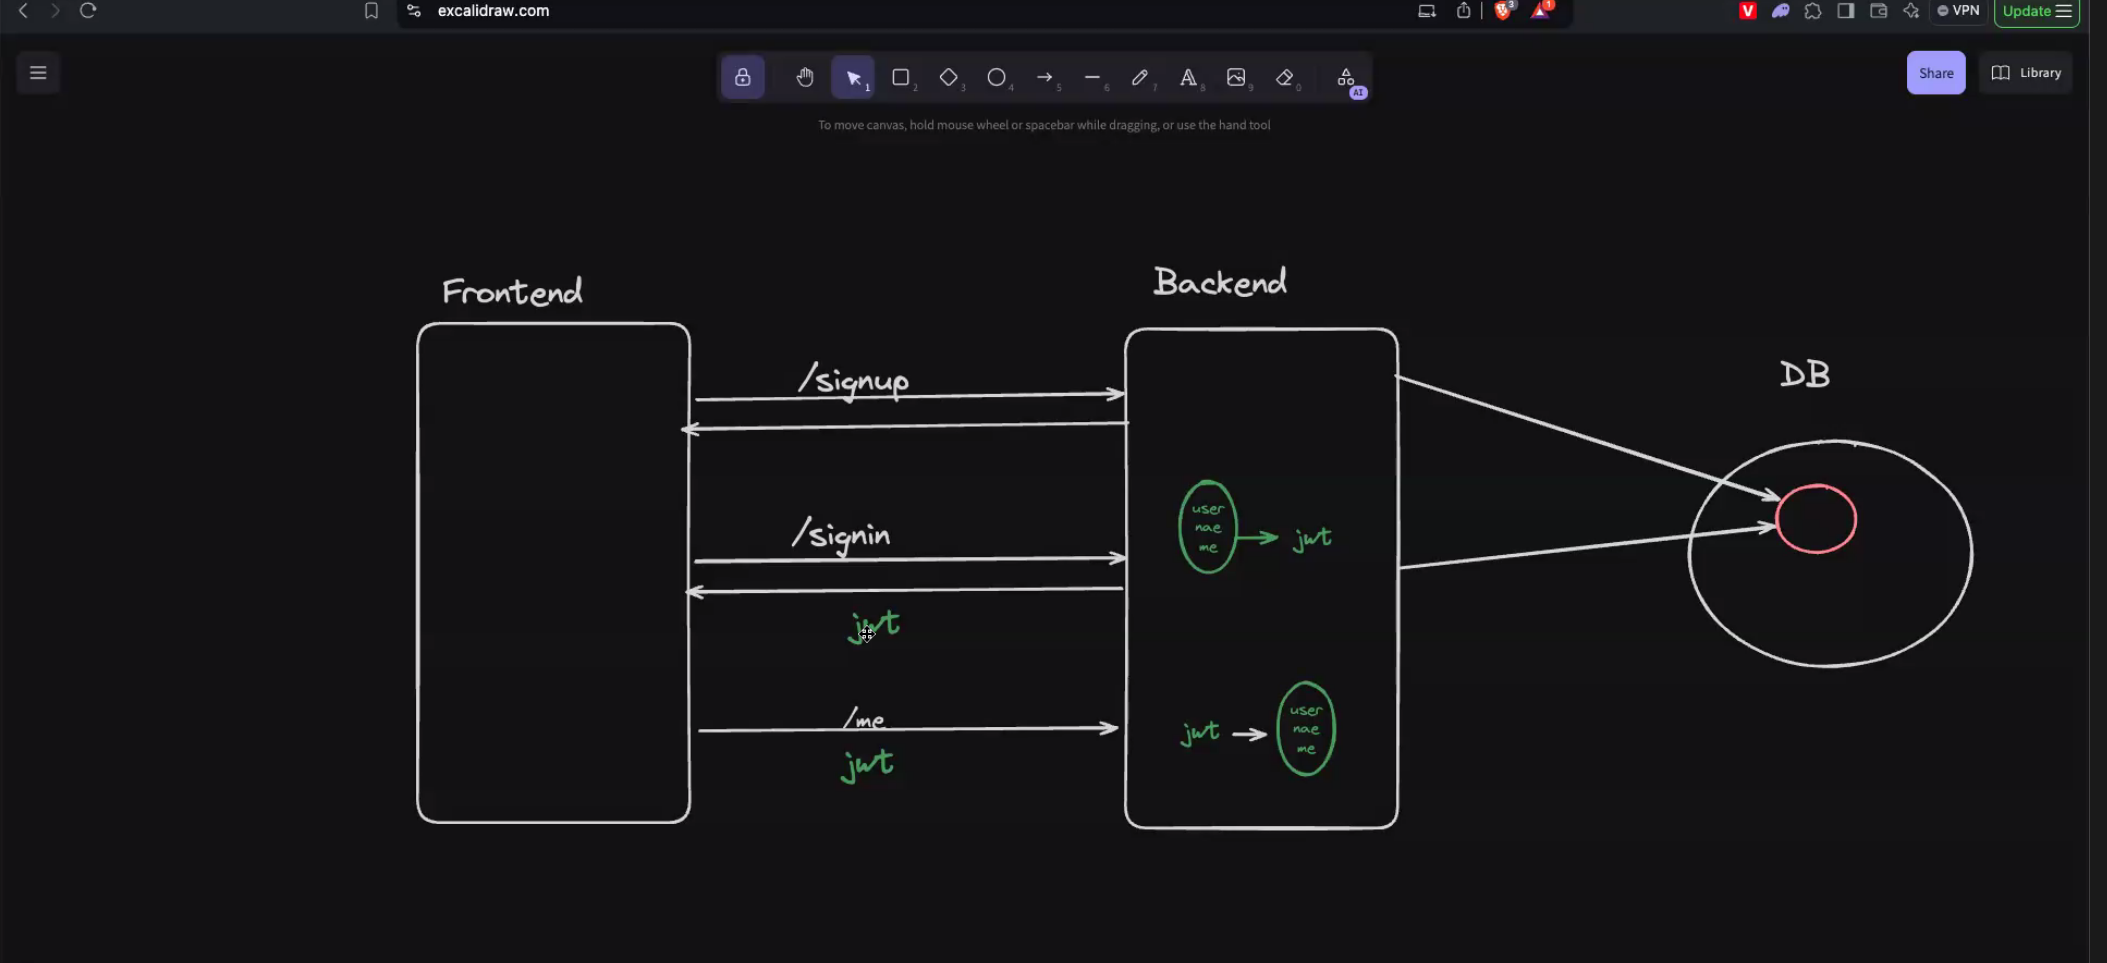 excalidraw.com
3
1
VPN
Update
1
2
3
4
5
6
7
8
9
0
AI
Share
Library
To move canvas, hold mouse wheel or spacebar while dragging, or use the hand tool
Frontend
Backend
DB
/signup
/signin
user
nae
me
jwt
jwt
/me
jwt
jwt
user
nae
me